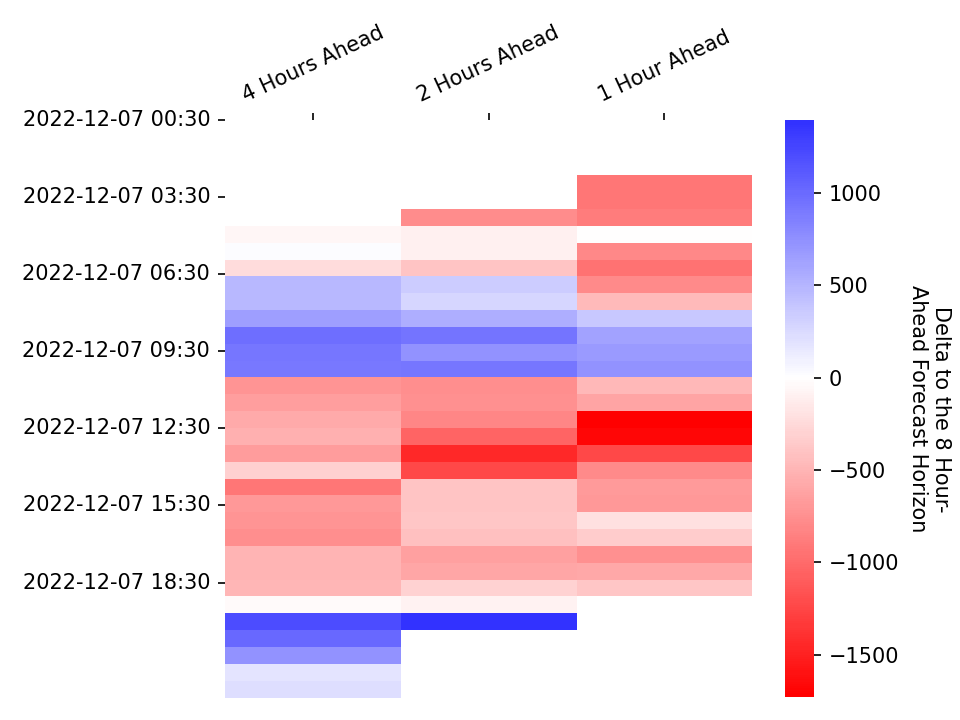 4 Hours Ahead
2 Hours Ahead
1 Hour Ahead
2022-12-07 00:30
2022-12-07 03:30
2022-12-07 06:30
2022-12-07 09:30
2022-12-07 12:30
2022-12-07 15:30
2022-12-07 18:30
1000
500
0
−500
−1000
−1500
Delta to the 8 Hour-
Ahead Forecast Horizon